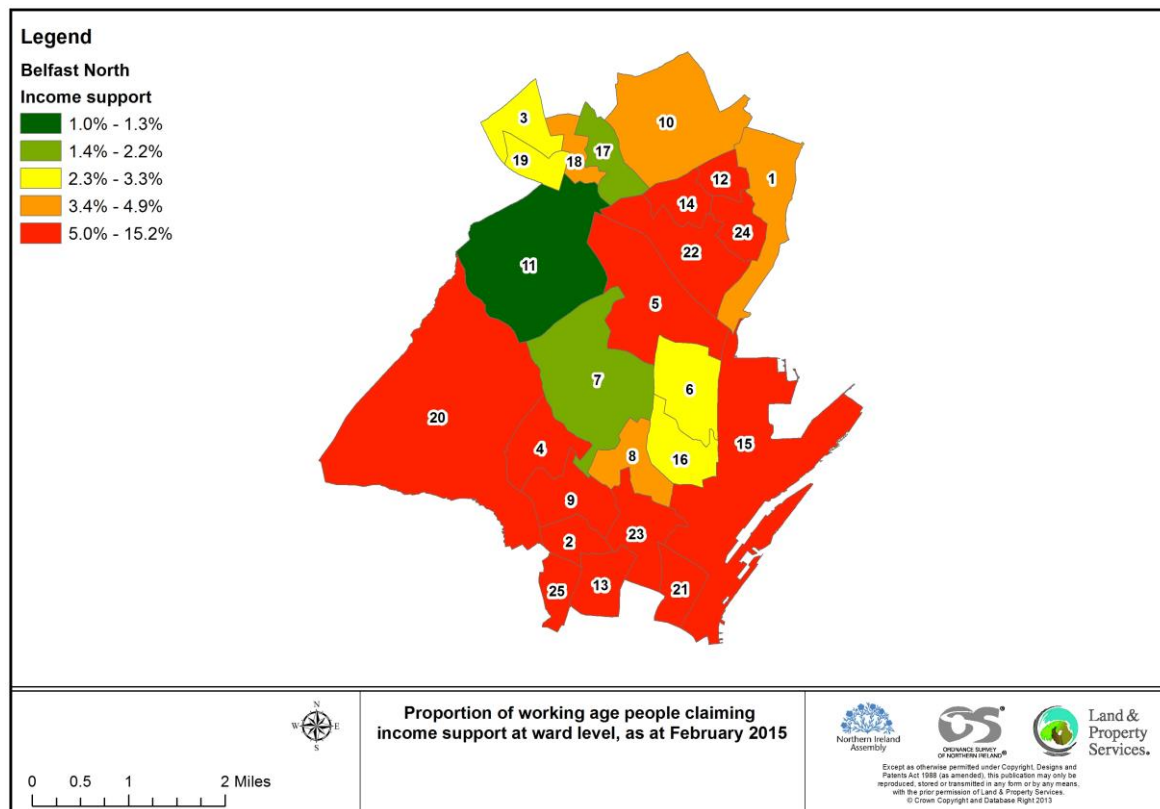 Legend
Belfast North
Income support
1.0% - 1.3%
1.4% - 2.2%
2.3% - 3.3%
3.4% - 4.9%
5.0% - 15.2%
3
10
17
19
18
12
1
14
24
22
11
5
7
6
20
15
4
8
16
9
23
2
25
13
21
N
W E
S
0 0.5 1 2 Miles
Proportion of working age people claiming
income support at ward level, as at February 2015
Northern Ireland
Assembly
OS®
ORDNANCE SURVEY
OF NORTHERN IRELAND®
Land &
Property
Services.
Except as otherwise permitted under Copyright, Designs and
Patents Act 1988 (as amended), this publication may only be
reproduced, stored or transmitted in any form or by any means,
with the prior permission of Land & Property Services.
© Crown Copyright and Database Right 2013